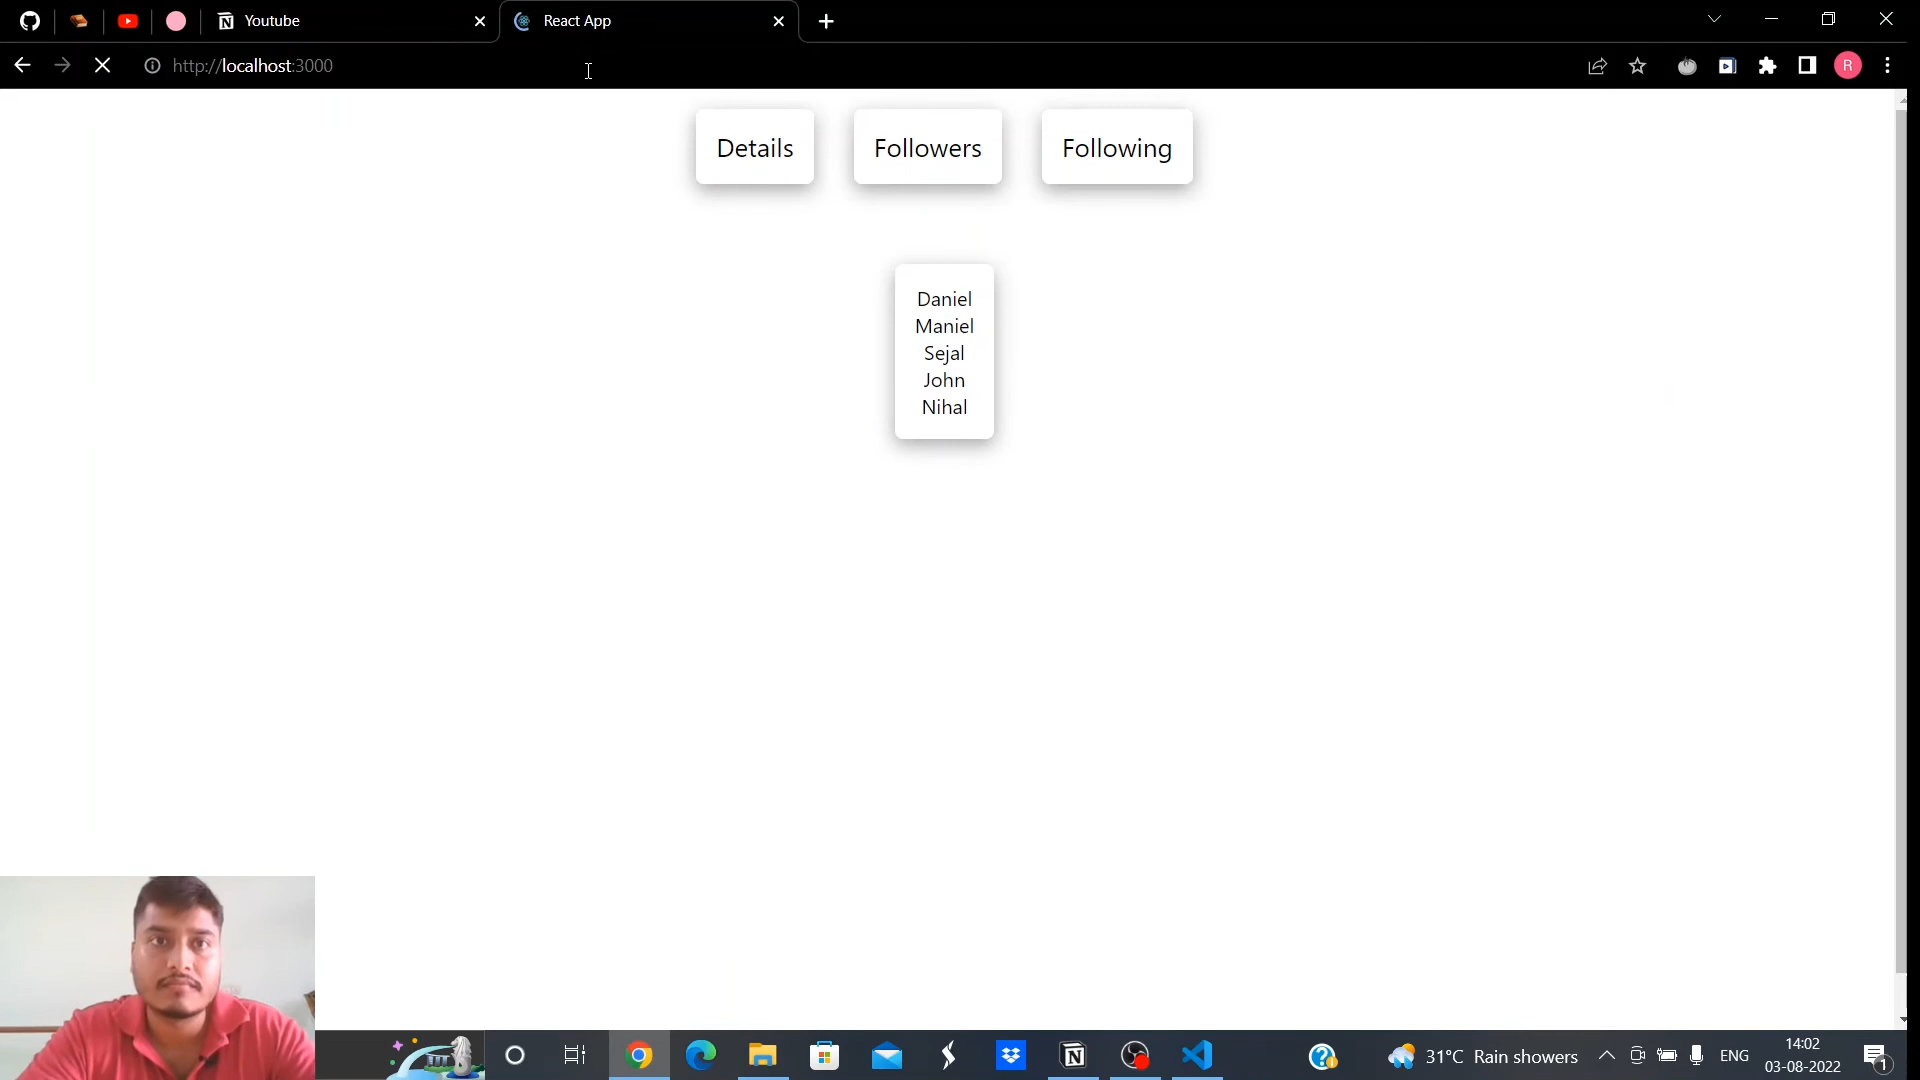 Youtube
React App
http://localhost:3000
R
Details
Followers
Following
Daniel
Maniel
Sejal
John
Nihal
31°C Rain showers
ENG
14:02
03-08-2022
1